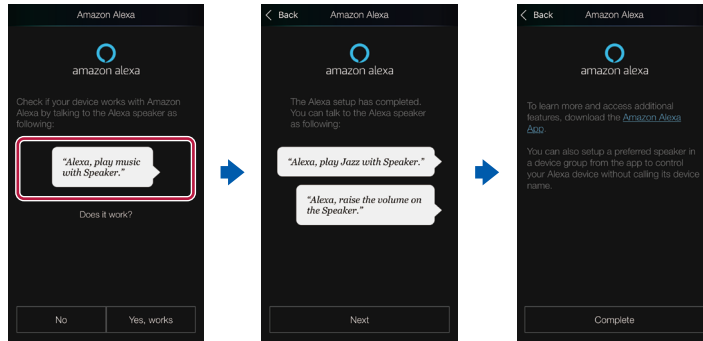 Amazon Alexa
amazon alexa
Check if your device works with Amazon
Alexa by talking to the Alexa speaker as
following:
“Alexa, play music
with Speaker.”
Does it work?
No
Yes, works
Back
Amazon Alexa
amazon alexa
The Alexa setup has completed.
You can talk to the Alexa speaker
as following:
“Alexa, play Jazz with Speaker.”
“Alexa, raise the volume on
the Speaker.”
Next
Back
Amazon Alexa
amazon alexa
To learn more and access additional
features, download the Amazon Alexa
App.
You can also setup a preferred speaker in
a device group from the app to control
your Alexa device without calling its device
name.
Complete